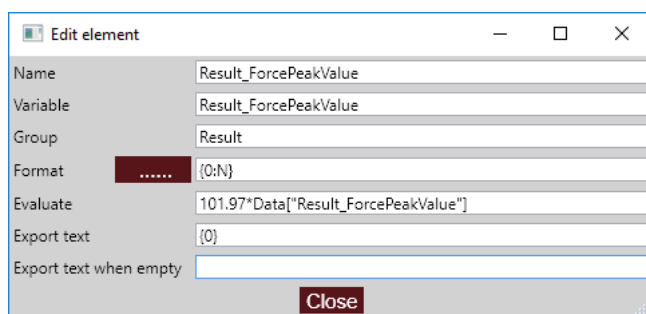 Edit element
Name Result_ForcePeakValue
Variable Result_ForcePeakValue
Group Result
Format ...... {0:N}
Evaluate 101.97*Data["Result_ForcePeakValue"]
Export text {0}
Export text when empty
Close